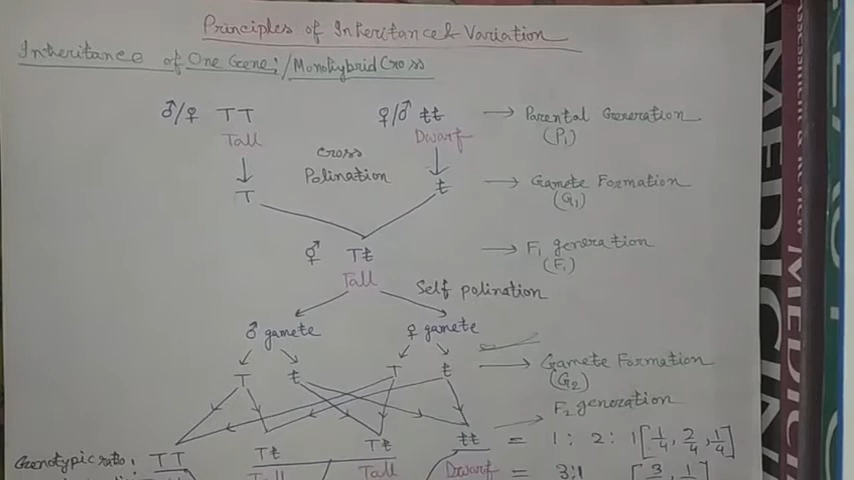 Principles of Inheritance & Variation
Inheritance of One Gene:/Monohybrid Cross
♂/♀ TT ♀/♂ tt → Parental Generation
Tall Dwarf (P₁)
Cross
Polination
T t → Gamete Formation
(G₁)
⚥ Tt → F₁ generation
Tall (F₁)
Self polination
♂ gamete ♀ gamete
T t T t → Gamete Formation
(G₂)
F₂ generation
Genotypic ratio: TT Tt Tt tt = 1 : 2 : 1 [1/4, 2/4, 1/4]
Tall Tall Dwarf = 3:1 [3/4, 1/4]
& REVIEW
MEDICINE
MEDICI